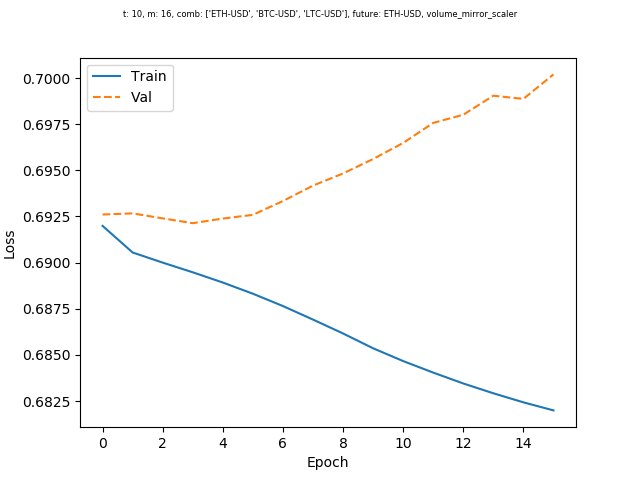 t: 10, m: 16, comb: ['ETH-USD', 'BTC-USD', 'LTC-USD'], future: ETH-USD, volume_mirror_scaler
Train
Val
0.7000
0.6975
0.6950
0.6925
0.6900
0.6875
0.6850
0.6825
Loss
0 2 4 6 8 10 12 14
Epoch